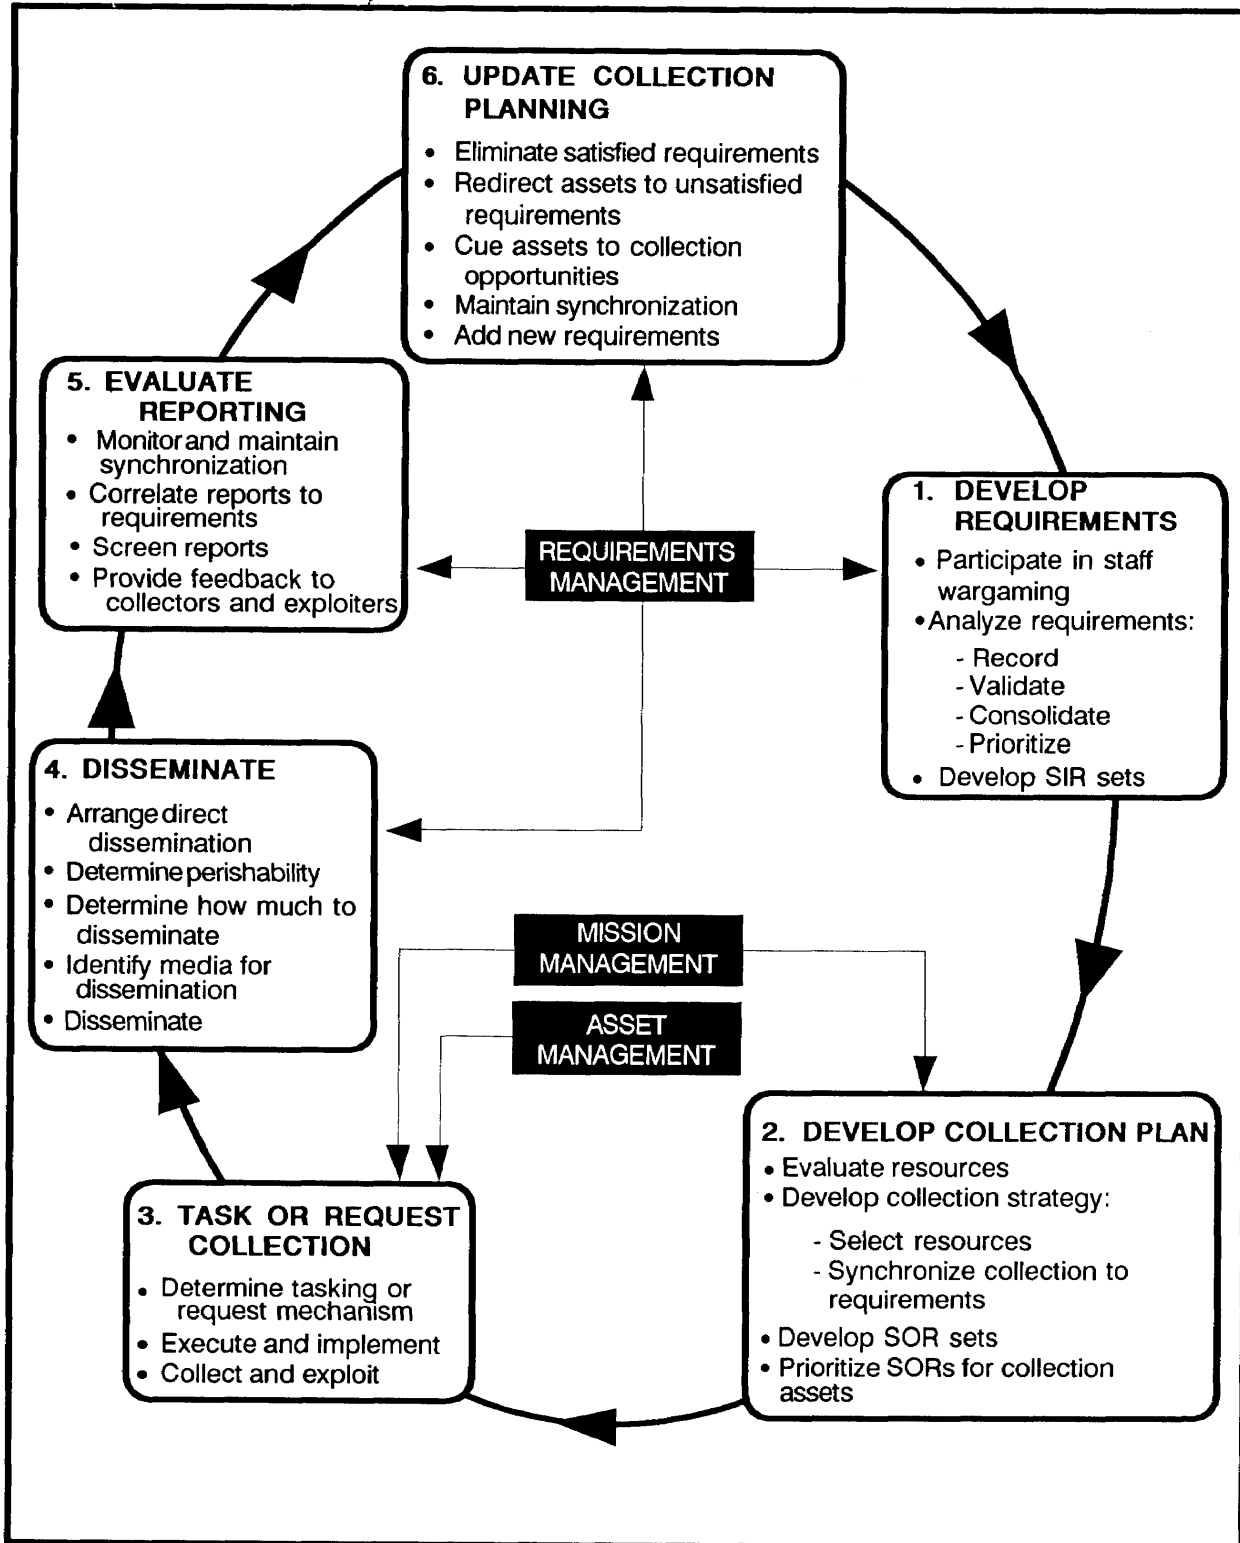 6. UPDATE COLLECTION
PLANNING
• Eliminate satisfied requirements
• Redirect assets to unsatisfied
requirements
• Cue assets to collection
opportunities
• Maintain synchronization
• Add new requirements
5. EVALUATE
REPORTING
• Monitor and maintain
synchronization
• Correlate reports to
requirements
• Screen reports
• Provide feedback to
collectors and exploiters
REQUIREMENTS
MANAGEMENT
1. DEVELOP
REQUIREMENTS
• Participate in staff
wargaming
• Analyze requirements:
- Record
- Validate
- Consolidate
- Prioritize
• Develop SIR sets
4. DISSEMINATE
• Arrange direct
dissemination
• Determine perishability
• Determine how much to
disseminate
• Identify media for
dissemination
• Disseminate
MISSION
MANAGEMENT
ASSET
MANAGEMENT
2. DEVELOP COLLECTION PLAN
• Evaluate resources
• Develop collection strategy:
- Select resources
- Synchronize collection to
requirements
• Develop SOR sets
• Prioritize SORs for collection
assets
3. TASK OR REQUEST
COLLECTION
• Determine tasking or
request mechanism
• Execute and implement
• Collect and exploit